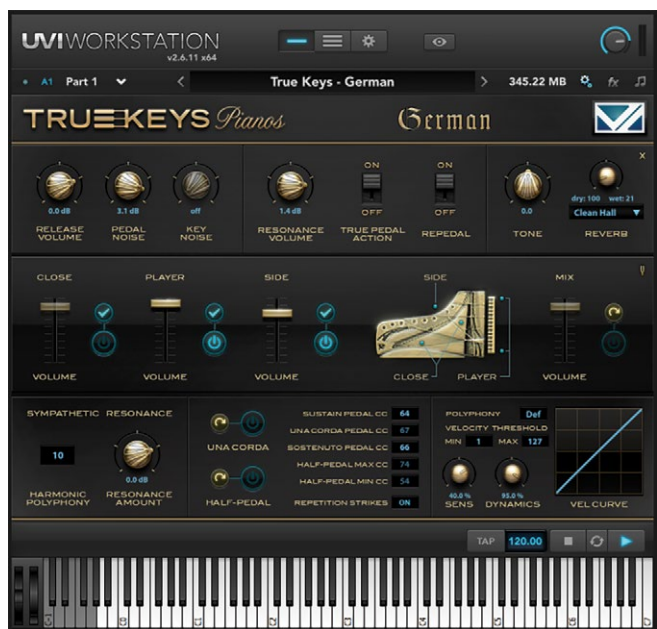 UVIWORKSTATION
v2.6.11 x64
A1 Part 1 True Keys - German 345.22 MB fx
TRUEKEYS Pianos German
ON ON
dry: 100 wet: 21
0.0 dB 3.1 dB off 1.4 dB OFF OFF 0.0 Clean Hall
RELEASE VOLUME PEDAL NOISE KEY NOISE RESONANCE VOLUME TRUE PEDAL ACTION REPEDAL TONE REVERB
CLOSE PLAYER SIDE SIDE MIX
VOLUME VOLUME VOLUME CLOSE PLAYER VOLUME
SYMPATHETIC RESONANCE
10
0.0 dB
HARMONIC POLYPHONY RESONANCE AMOUNT
UNA CORDA
HALF-PEDAL
SUSTAIN PEDAL CC 64
UNA CORDA PEDAL CC 67
SOSTENUTO PEDAL CC 66
HALF-PEDAL MAX CC 74
HALF-PEDAL MIN CC 54
REPETITION STRIKES ON
POLYPHONY Def
VELOCITY THRESHOLD
MIN 1 MAX 127
40.0 % 95.0 %
SENS DYNAMICS VEL CURVE
TAP 120.00